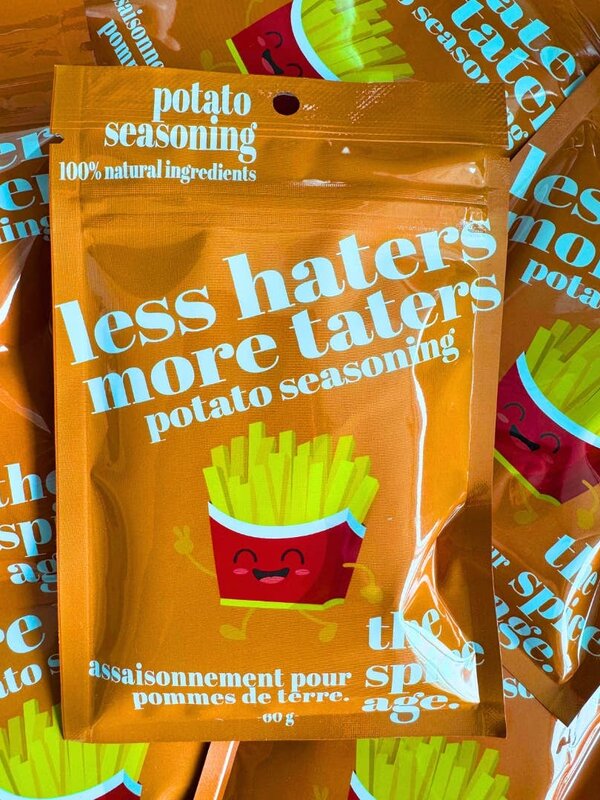 potato
seasoning
100% natural ingredients
less haters
more taters
potato seasoning
assaisonnement pour
pommes de terre.
60 g
the
spice
age.